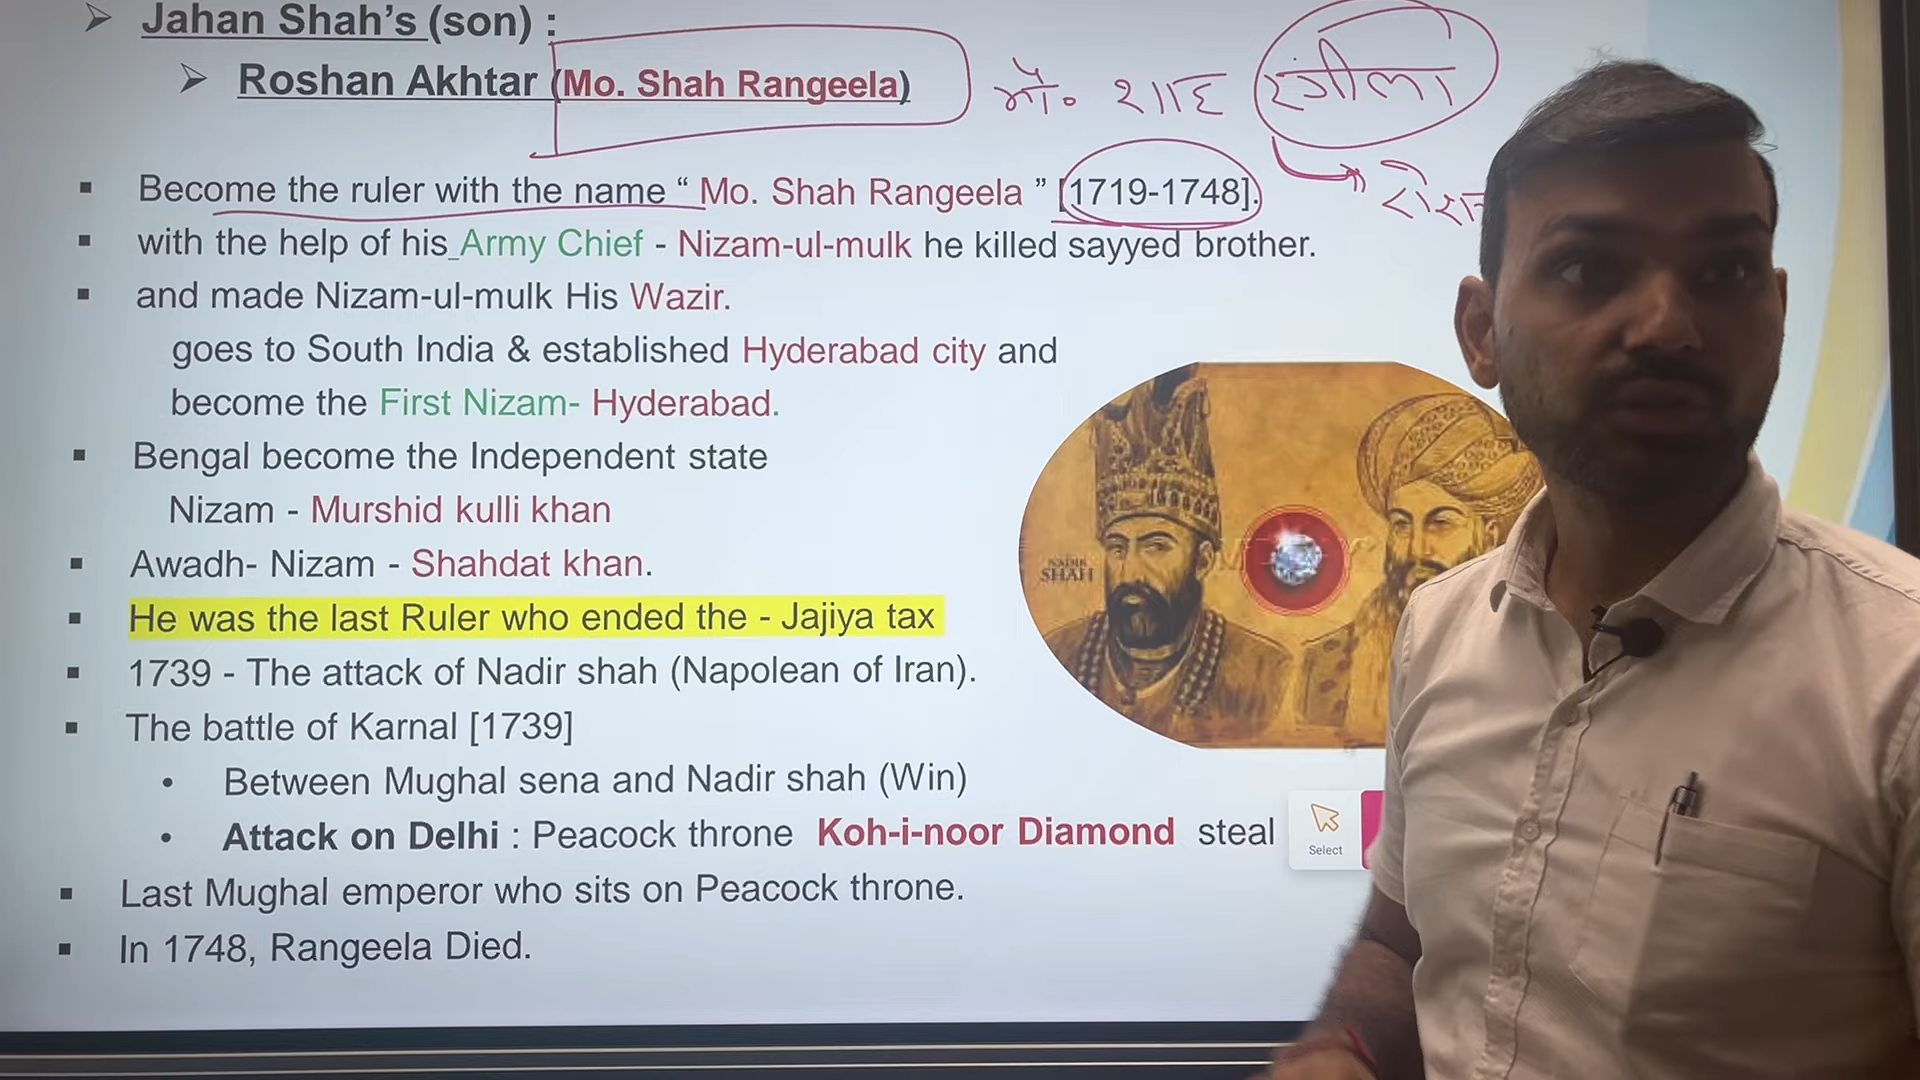 ➢ Jahan Shah’s (son) :
➢ Roshan Akhtar (Mo. Shah Rangeela)
मो० शाह रंगीला
▪ Become the ruler with the name “ Mo. Shah Rangeela ” [1719-1748].
▪ with the help of his Army Chief - Nizam-ul-mulk he killed sayyed brother.
▪ and made Nizam-ul-mulk His Wazir.
goes to South India & established Hyderabad city and
become the First Nizam- Hyderabad.
▪ Bengal become the Independent state
Nizam - Murshid kulli khan
▪ Awadh- Nizam - Shahdat khan.
▪ He was the last Ruler who ended the - Jajiya tax
▪ 1739 - The attack of Nadir shah (Napolean of Iran).
▪ The battle of Karnal [1739]
• Between Mughal sena and Nadir shah (Win)
• Attack on Delhi : Peacock throne Koh-i-noor Diamond steal
▪ Last Mughal emperor who sits on Peacock throne.
▪ In 1748, Rangeela Died.
NADIR
SHAH
Select